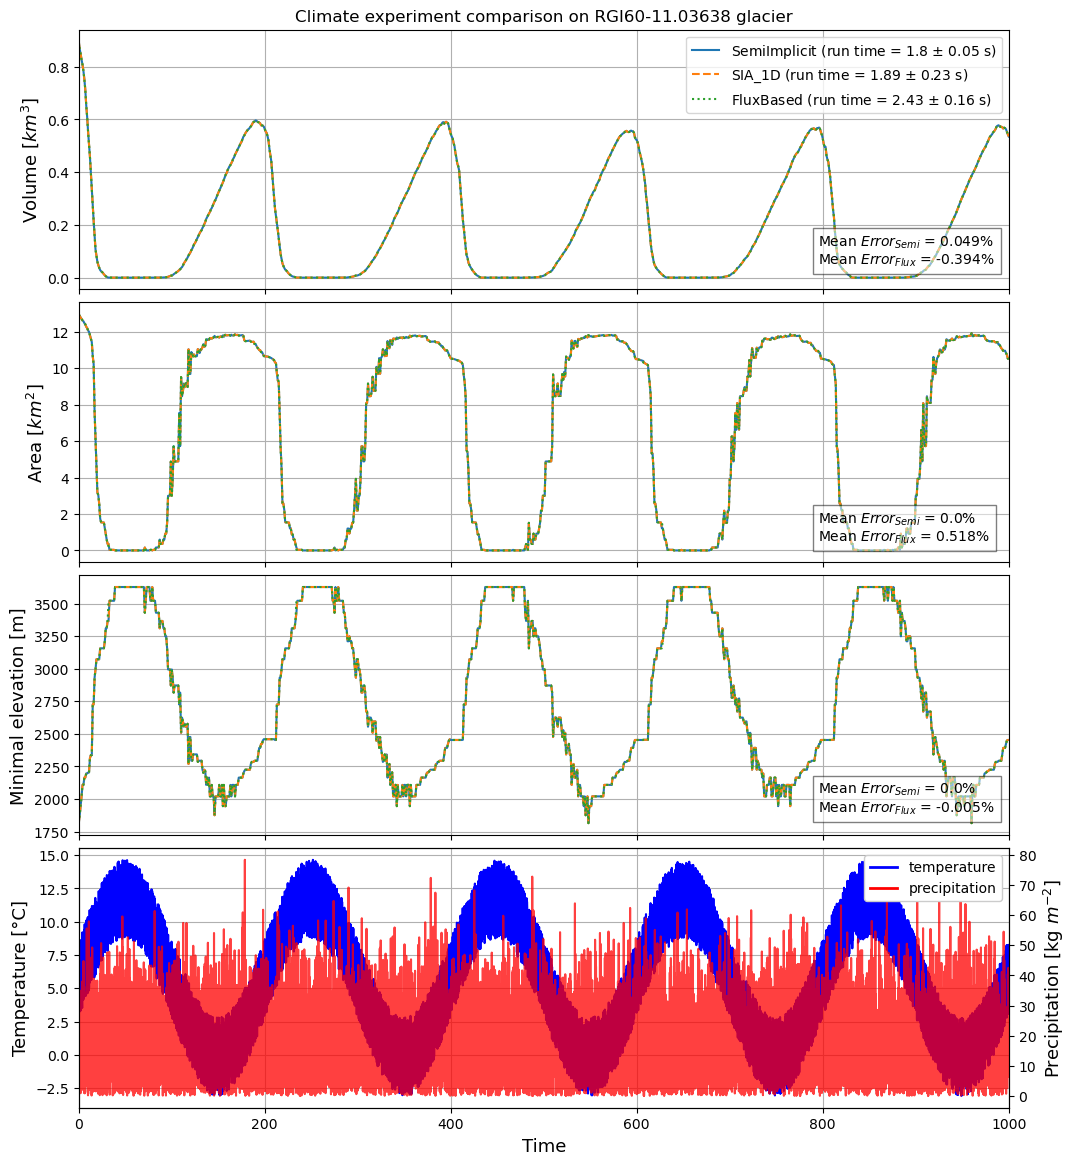 Climate experiment comparison on RGI60-11.03638 glacier
SemiImplicit (run time = 1.8 ± 0.05 s)
SIA_1D (run time = 1.89 ± 0.23 s)
FluxBased (run time = 2.43 ± 0.16 s)
Volume [km³]
0.8
0.6
0.4
0.2
0.0
Mean Error_Semi = 0.049%
Mean Error_Flux = -0.394%
Area [km²]
12
10
8
6
4
2
0
Mean Error_Semi = 0.0%
Mean Error_Flux = 0.518%
Minimal elevation [m]
3500
3250
3000
2750
2500
2250
2000
1750
Mean Error_Semi = 0.0%
Mean Error_Flux = -0.005%
Temperature [°C]
15.0
12.5
10.0
7.5
5.0
2.5
0.0
−2.5
temperature
precipitation
80
70
60
50
40
30
20
10
0
Precipitation [kg m⁻²]
0 200 400 600 800 1000
Time